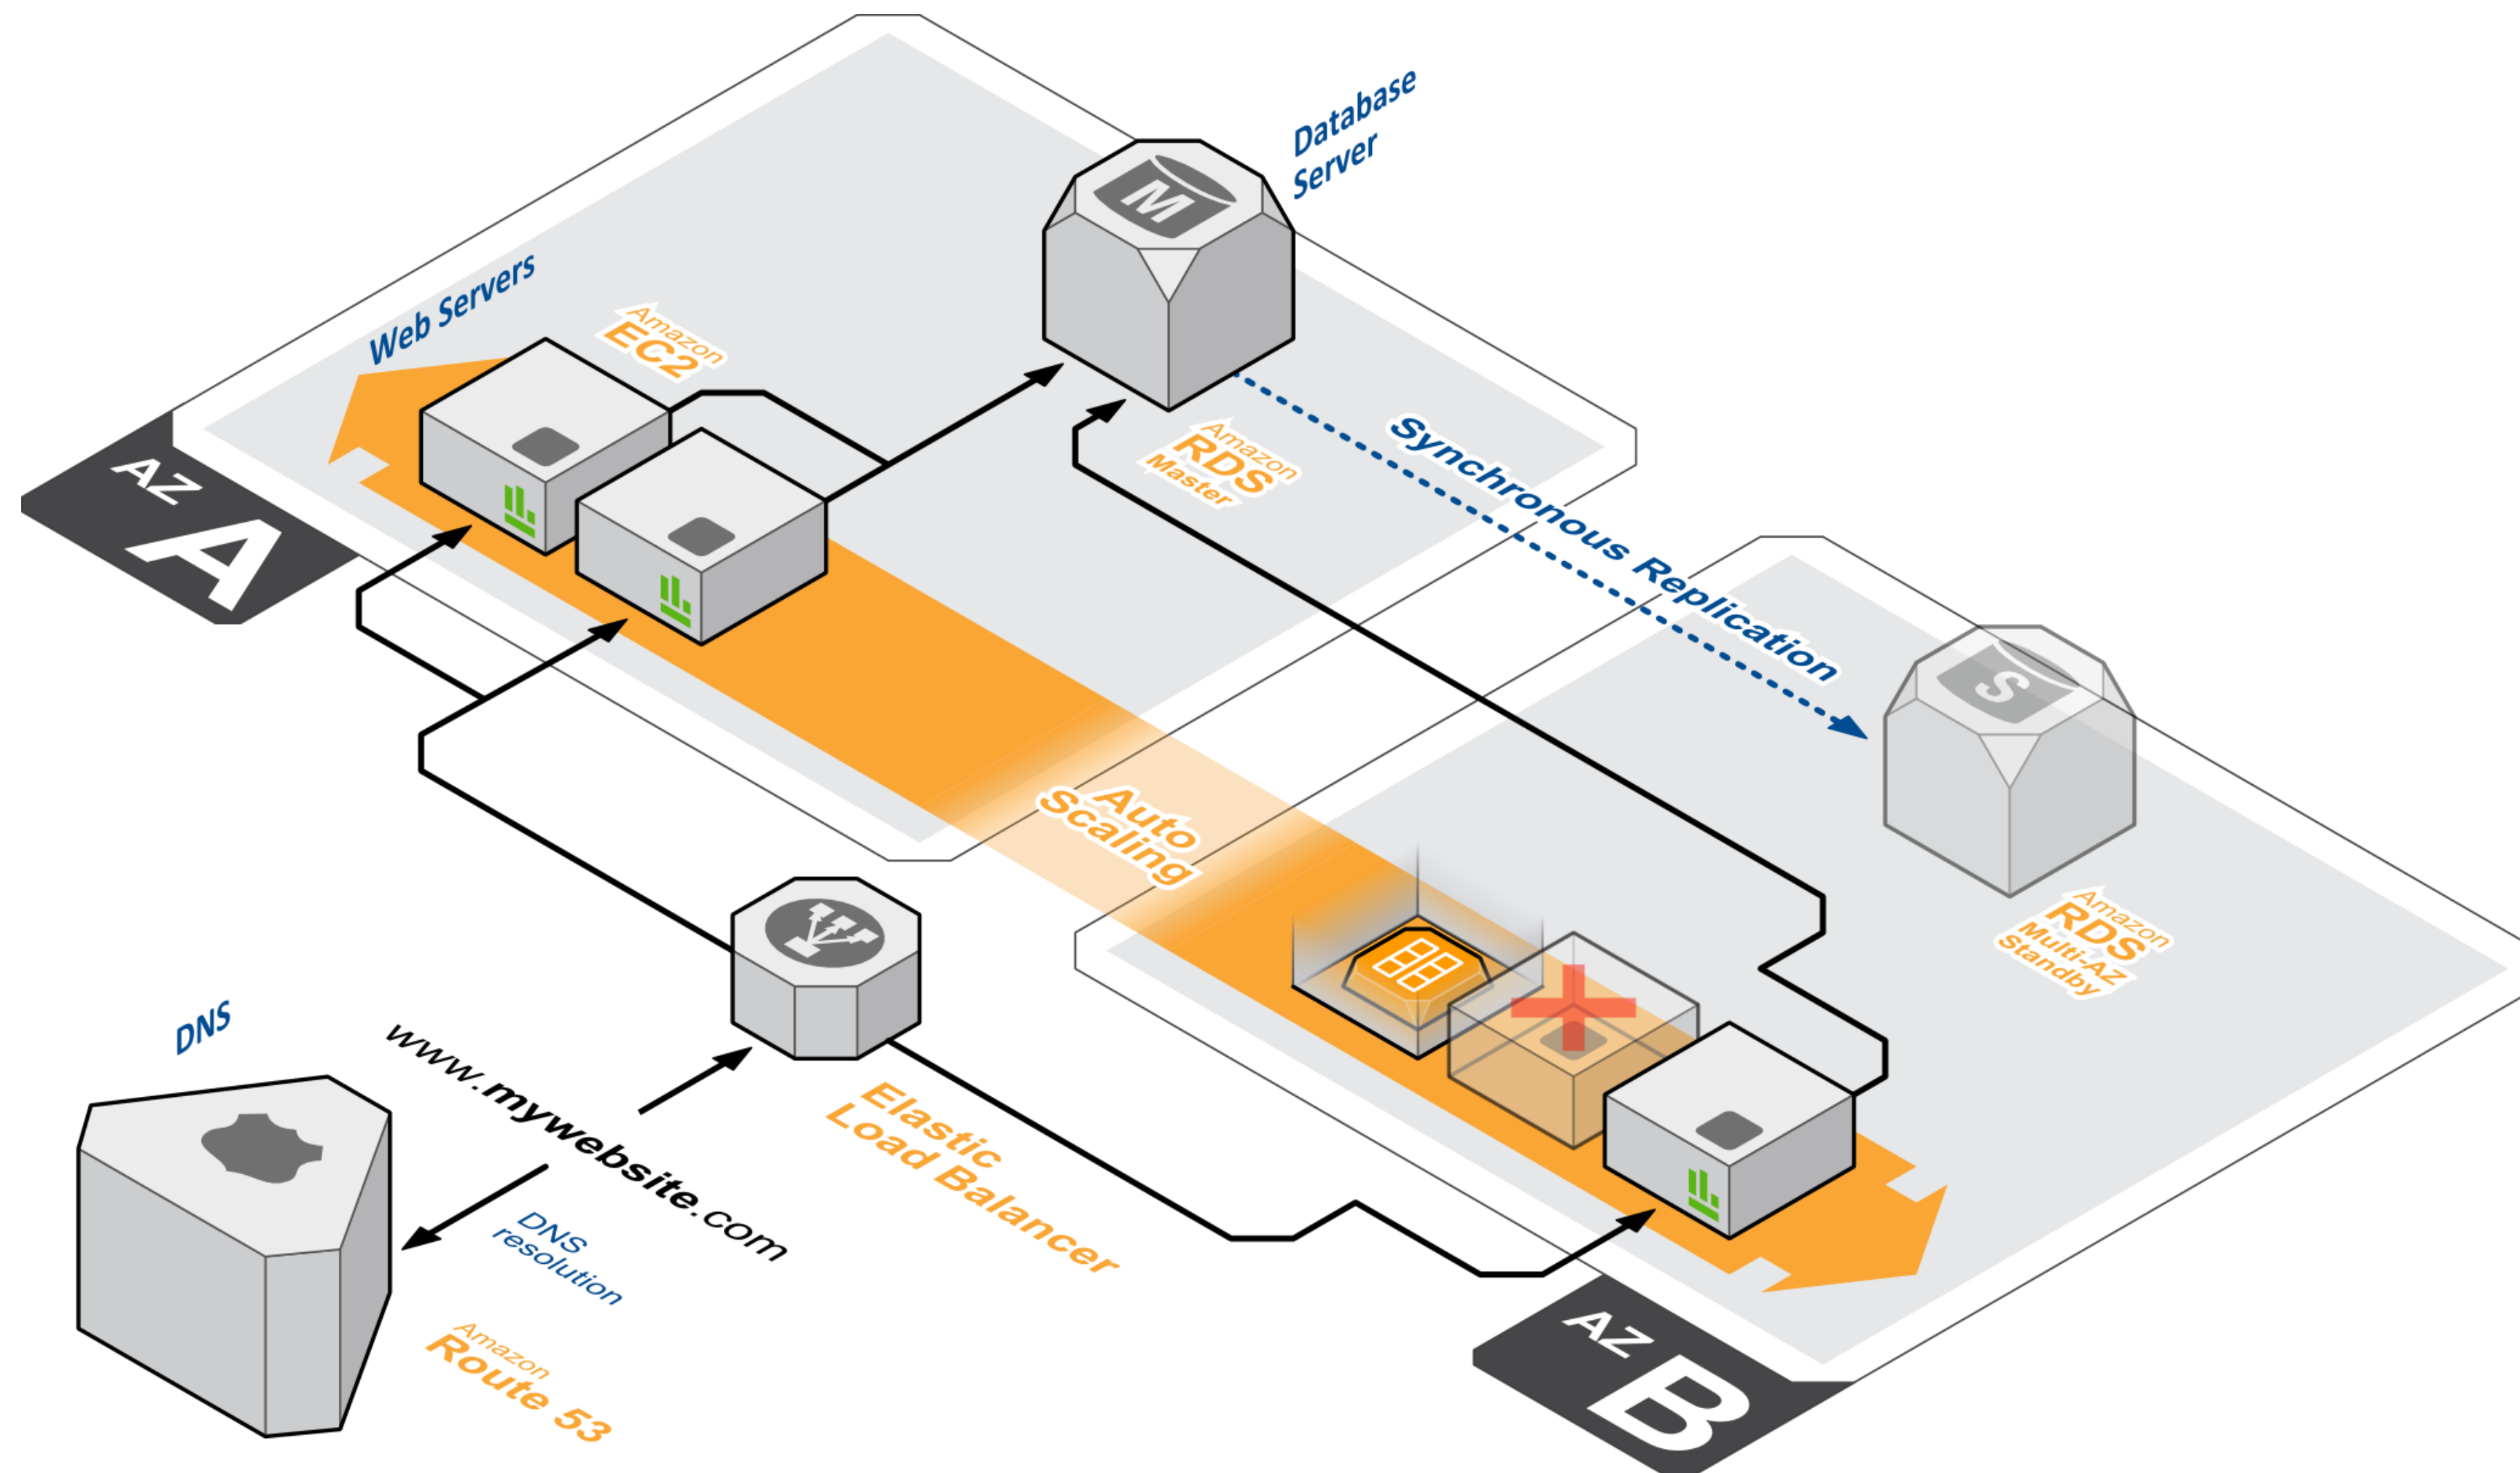 Database
Server
M
Web Servers
Amazon
EC2
AZ
A
Amazon
RDS
Master
Synchronous Replication
S
Amazon
RDS
Multi-AZ
Standby
Auto
Scaling
DNS
www.mywebsite.com
DNS
resolution
Amazon
Route 53
Elastic
Load Balancer
AZ
B